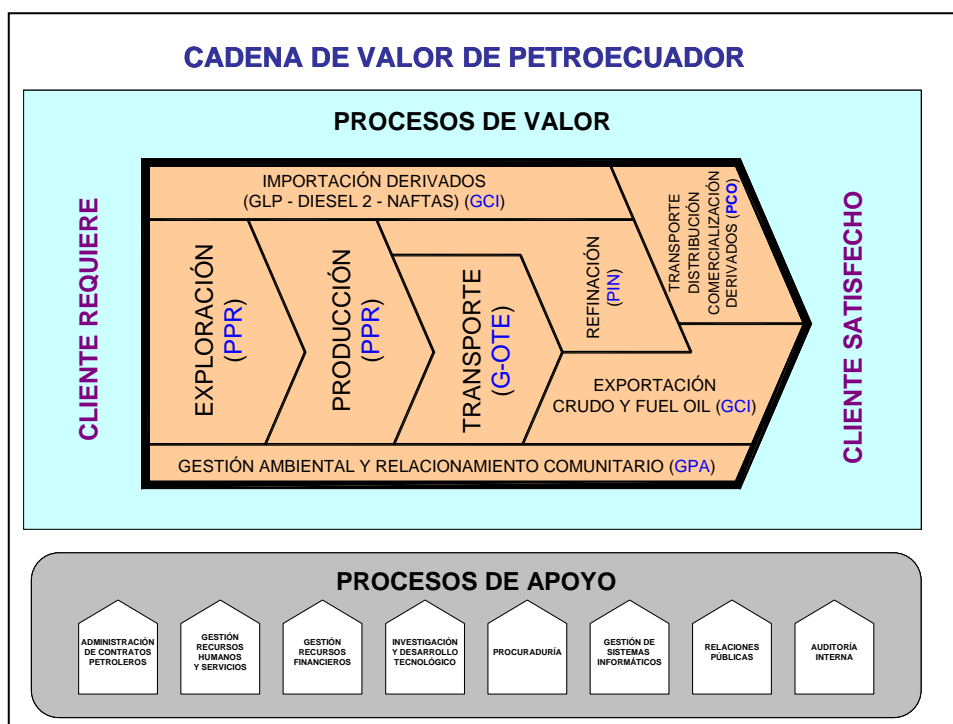 CADENA DE VALOR DE PETROECUADOR
PROCESOS DE VALOR
CLIENTE REQUIERE
IMPORTACIÓN DERIVADOS
(GLP - DIESEL 2 - NAFTAS) (GCI)
EXPLORACIÓN
(PPR)
PRODUCCIÓN
(PPR)
TRANSPORTE
(G-OTE)
REFINACIÓN
(PIN)
TRANSPORTE
DISTRIBUCIÓN
COMERCIALIZACIÓN
DERIVADOS (PCO)
EXPORTACIÓN
CRUDO Y FUEL OIL (GCI)
GESTIÓN AMBIENTAL Y RELACIONAMIENTO COMUNITARIO (GPA)
CLIENTE SATISFECHO
PROCESOS DE APOYO
ADMINISTRACIÓN
DE CONTRATOS
PETROLEROS
GESTIÓN
RECURSOS
HUMANOS
Y SERVICIOS
GESTIÓN
RECURSOS
FINANCIEROS
INVESTIGACIÓN
Y DESARROLLO
TECNOLÓGICO
PROCURADURÍA
GESTIÓN DE
SISTEMAS
INFORMÁTICOS
RELACIONES
PÚBLICAS
AUDITORÍA
INTERNA